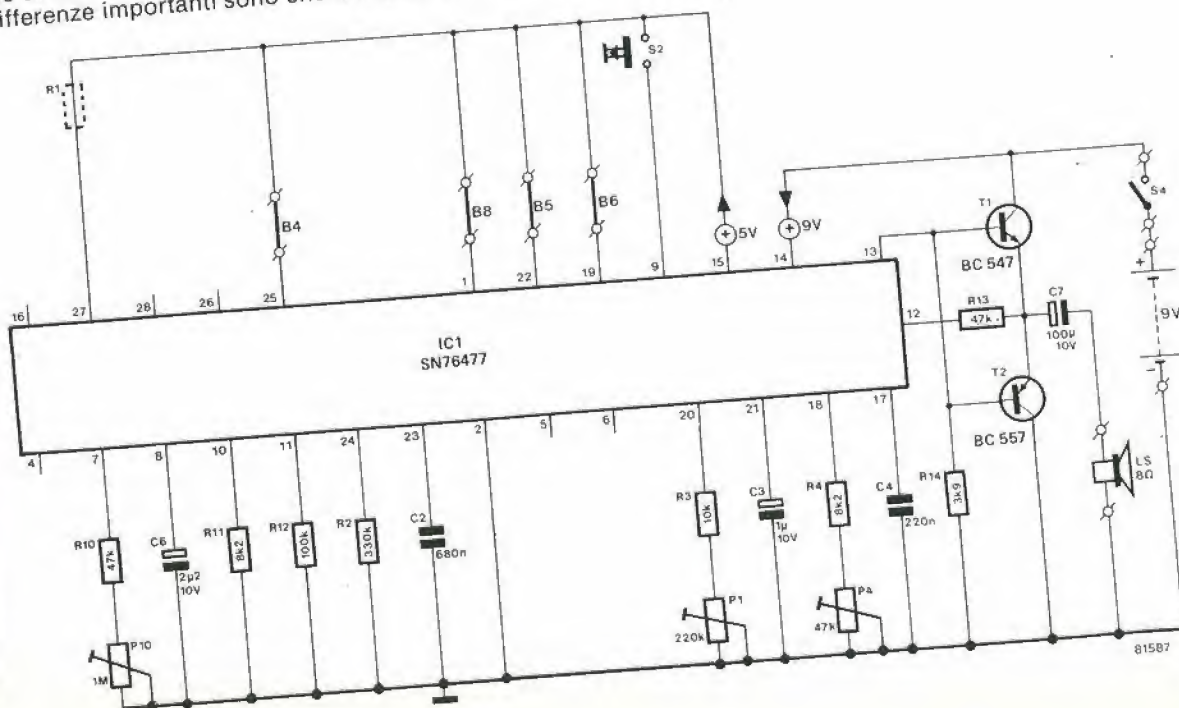 ifferenze importanti sono che
R1
S2
B4
B8
B5
B6
5V
9V
S4
T1
BC 547
16
27
28
26
25
1
22
19
9
15
14
13
12
IC1
SN76477
R13
47k
C7
100µ
10V
+
9V
-
T2
BC 557
4
7
8
10
11
24
23
2
5
6
20
21
18
17
R10
47k
C6
2µ2
10V
R11
8k2
R12
100k
R2
330k
C2
680n
R3
10k
C3
1µ
10V
R4
8k2
C4
220n
R14
3k9
LS
8Ω
P10
1M
P1
220k
P4
47k
81587